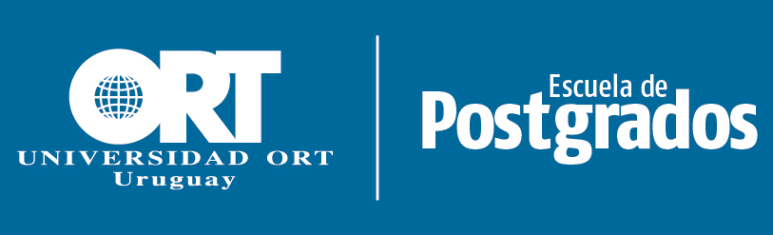 ORT
UNIVERSIDAD ORT
Uruguay
Escuela de
Postgrados